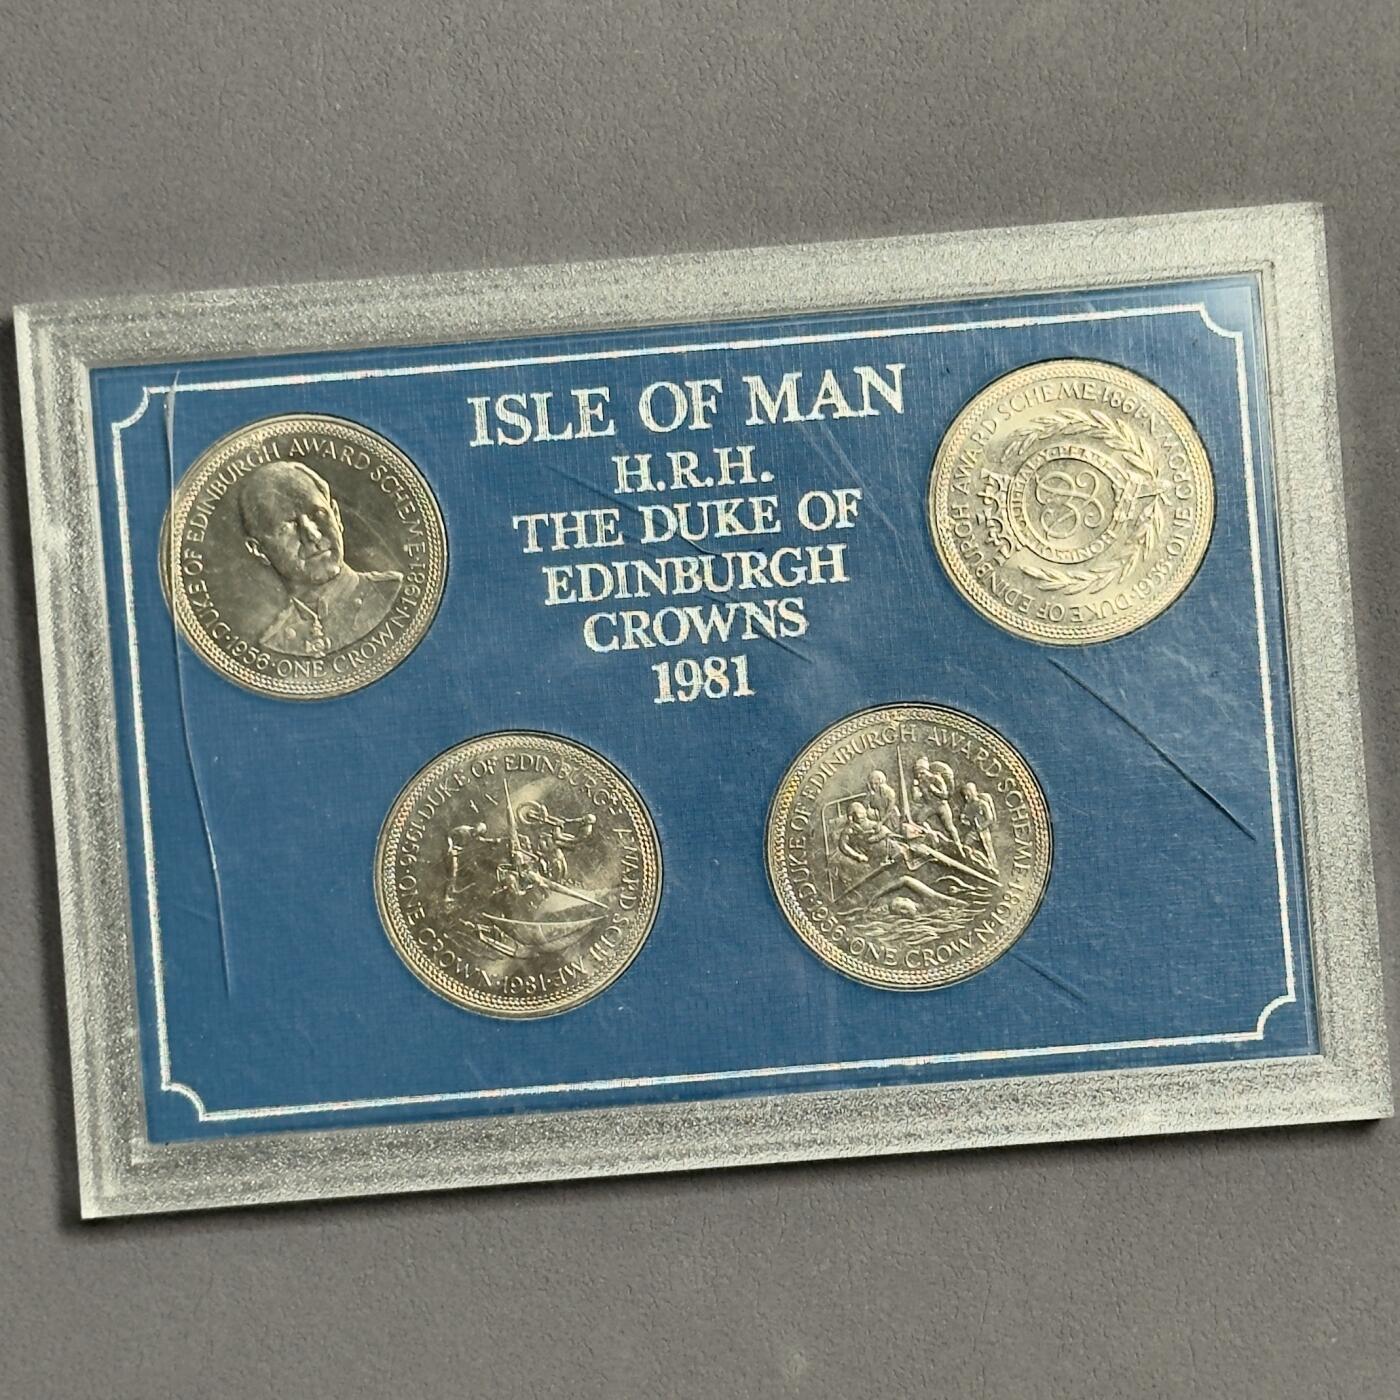 ISLE OF MAN
H.R.H.
THE DUKE OF
EDINBURGH
CROWNS
1981
DUKE OF EDINBURGH AWARD SCHEME · 1981 ·
1956 · ONE CROWN
DUKE OF EDINBURGH AWARD SCHEME 1981
1956 · ONE CROWN
1956 · DUKE OF EDINBURGH AWARD SCHEME · 1981 ·
ONE CROWN
DUKE OF EDINBURGH AWARD SCHEME · 1981 ·
1956 · ONE CROWN